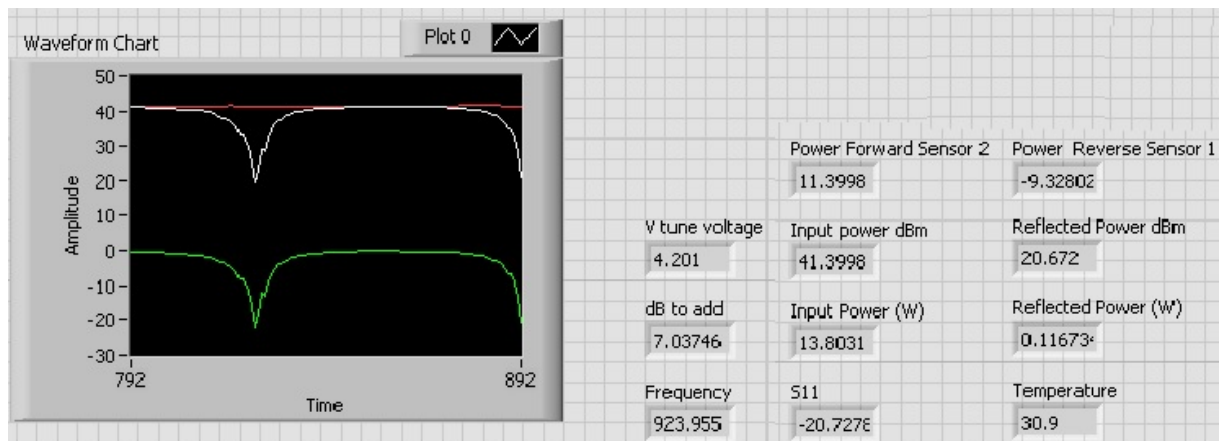 Waveform Chart
Plot 0
50
40
30
20
10
0
-10
-20
-30
Amplitude
792
892
Time
Power Forward Sensor 2
Power Reverse Sensor 1
11.3998
-9.32802
V tune voltage
Input power dBm
Reflected Power dBm
4.201
41.3998
20.672
dB to add
Input Power (W)
Reflected Power (W)
7.03746
13.8031
0.116734
Frequency
S11
Temperature
923.955
-20.7278
30.9